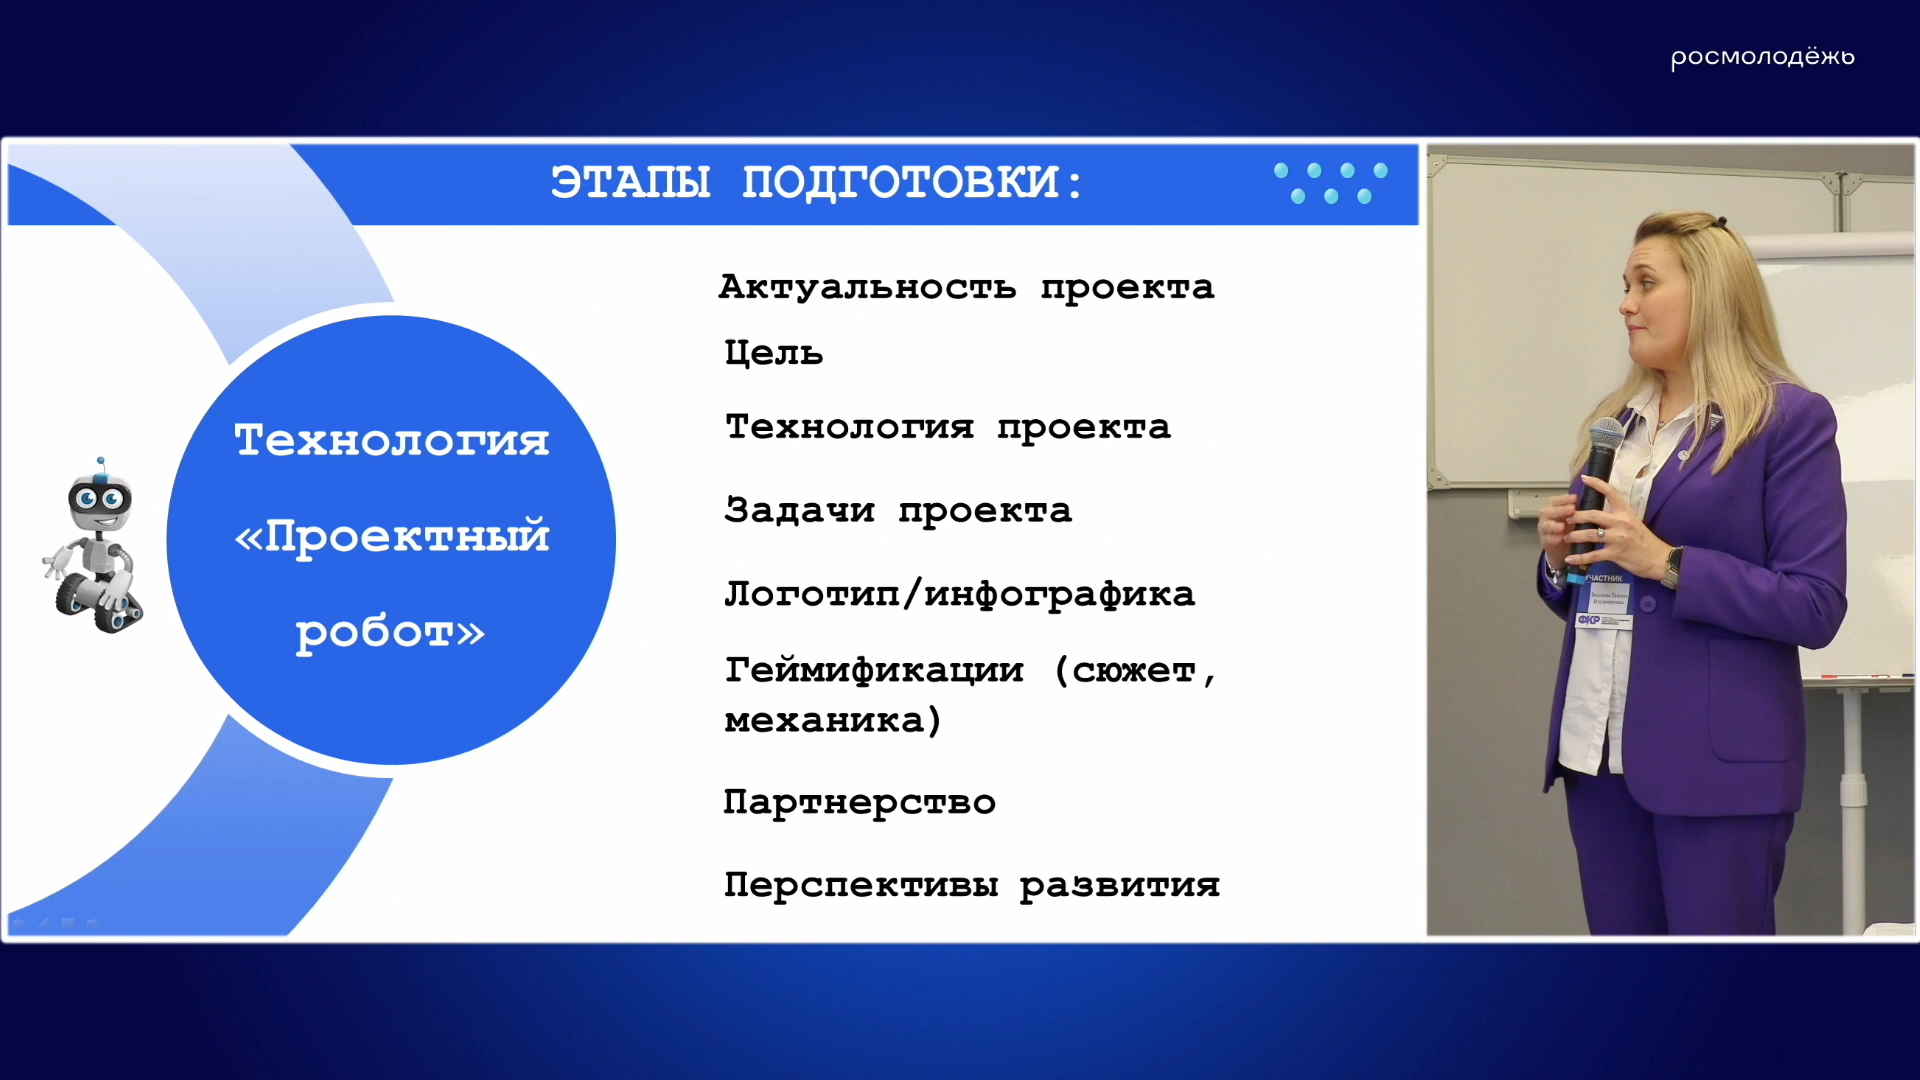 росмолодёжь
ЭТАПЫ ПОДГОТОВКИ:
Технология
«Проектный
робот»
Актуальность проекта
Цель
Технология проекта
Задачи проекта
Логотип/инфографика
Геймификации (сюжет,
механика)
Партнерство
Перспективы развития
УЧАСТНИК
ФКР